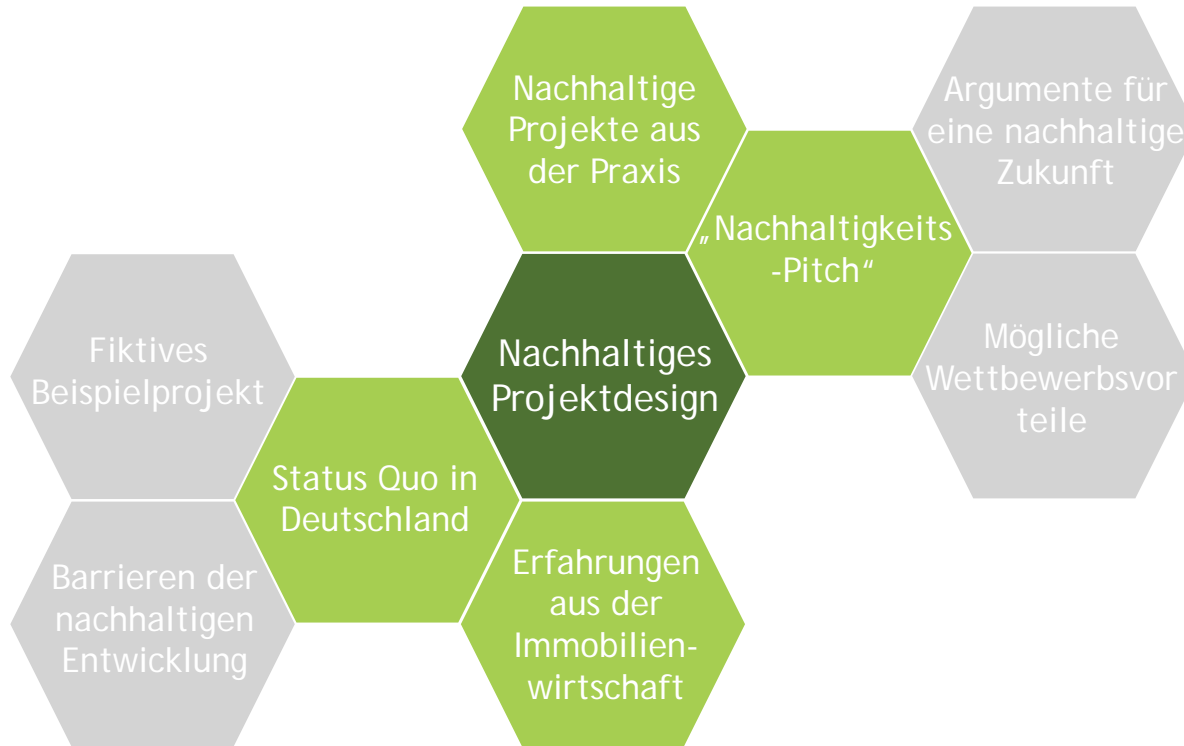 Nachhaltige
Projekte aus
der Praxis
Argumente für
eine nachhaltige
Zukunft
„Nachhaltigkeits
-Pitch“
Fiktives
Beispielprojekt
Nachhaltiges
Projektdesign
Mögliche
Wettbewerbsvor
teile
Status Quo in
Deutschland
Barrieren der
nachhaltigen
Entwicklung
Erfahrungen
aus der
Immobilien-
wirtschaft